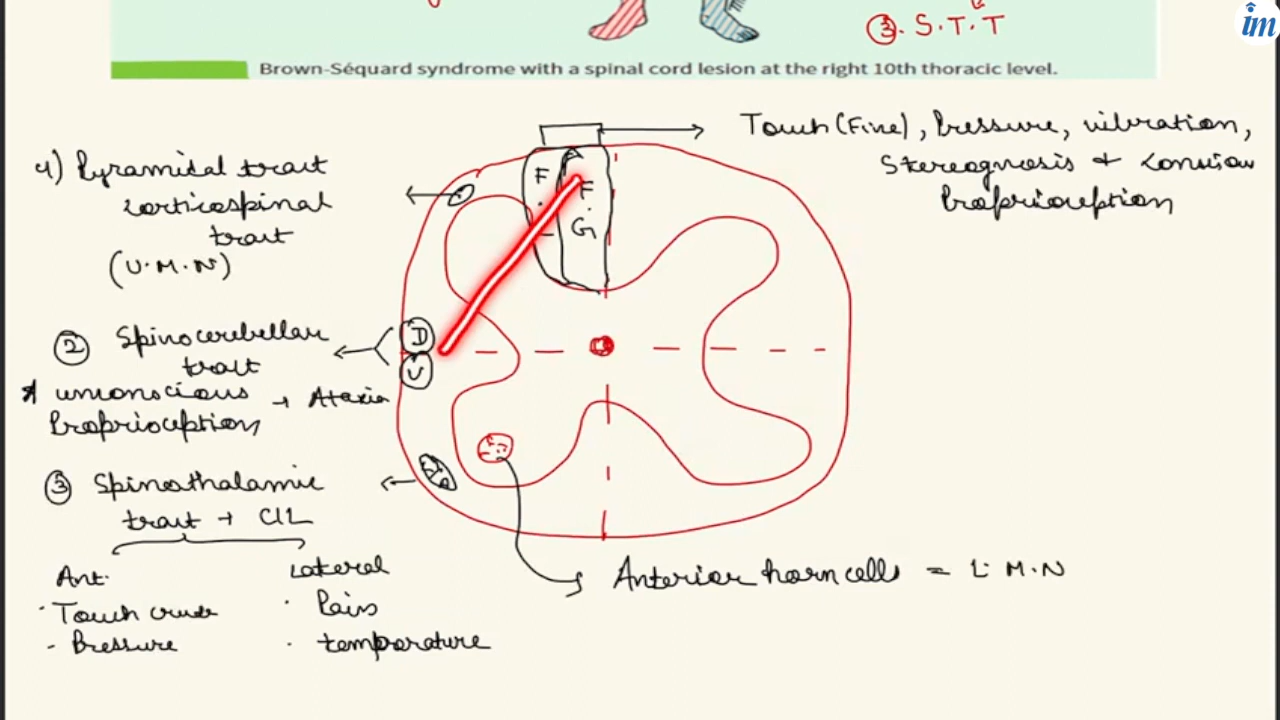 im
③. S.T.T
Brown-Séquard syndrome with a spinal cord lesion at the right 10th thoracic level.
Touch (Fine), Pressure, vibration,
Stereognosis + Conscious
Proprioception
4) Pyramidal tract
Corticospinal
tract
(U.M.N)
F.
F.
G
② Spinocerebellar
tract
D
V
* unconscious → Ataxia
Proprioception
③ Spinothalamic
tract → C/L
Ant.
· Touch crude
- Pressure
Lateral
· Pain
· temperature
Anterior horn cells = L.M.N